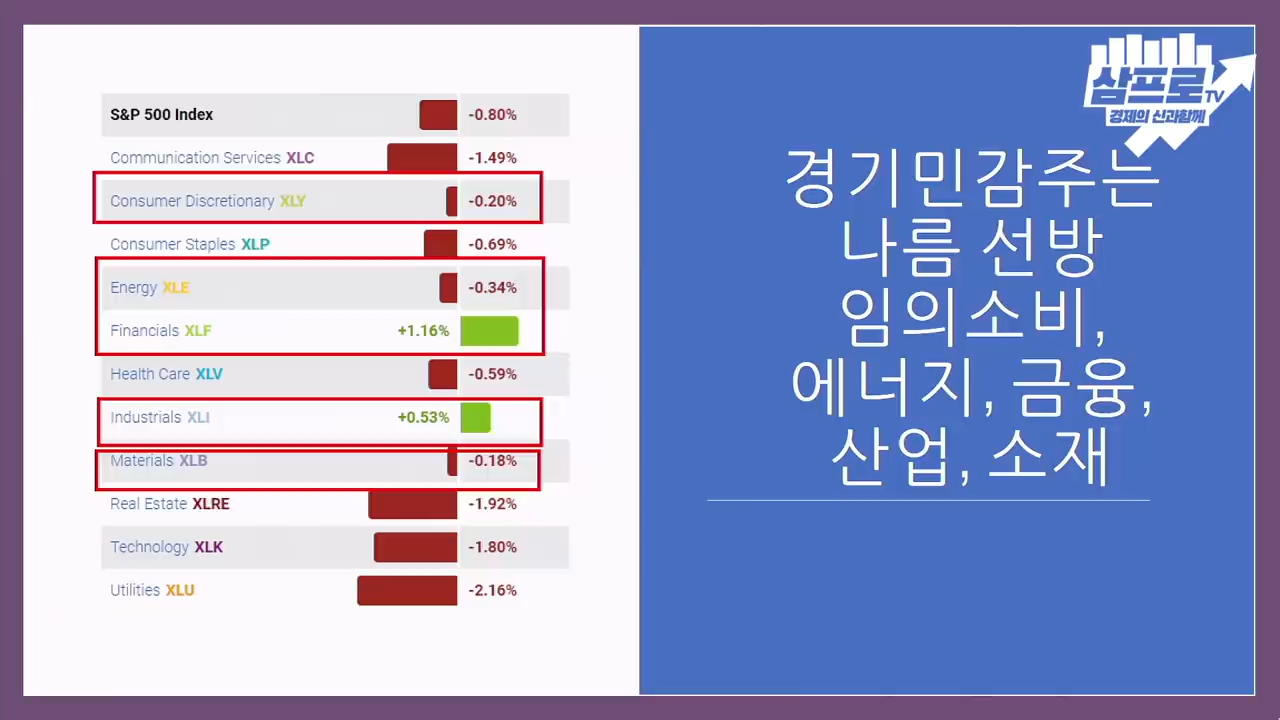 S&P 500 Index -0.80%
Communication Services XLC -1.49%
Consumer Discretionary XLY -0.20%
Consumer Staples XLP -0.69%
Energy XLE -0.34%
Financials XLF +1.16%
Health Care XLV -0.59%
Industrials XLI +0.53%
Materials XLB -0.18%
Real Estate XLRE -1.92%
Technology XLK -1.80%
Utilities XLU -2.16%
삼프로TV
경제의 신과함께
경기민감주는
나름 선방
임의소비,
에너지, 금융,
산업, 소재